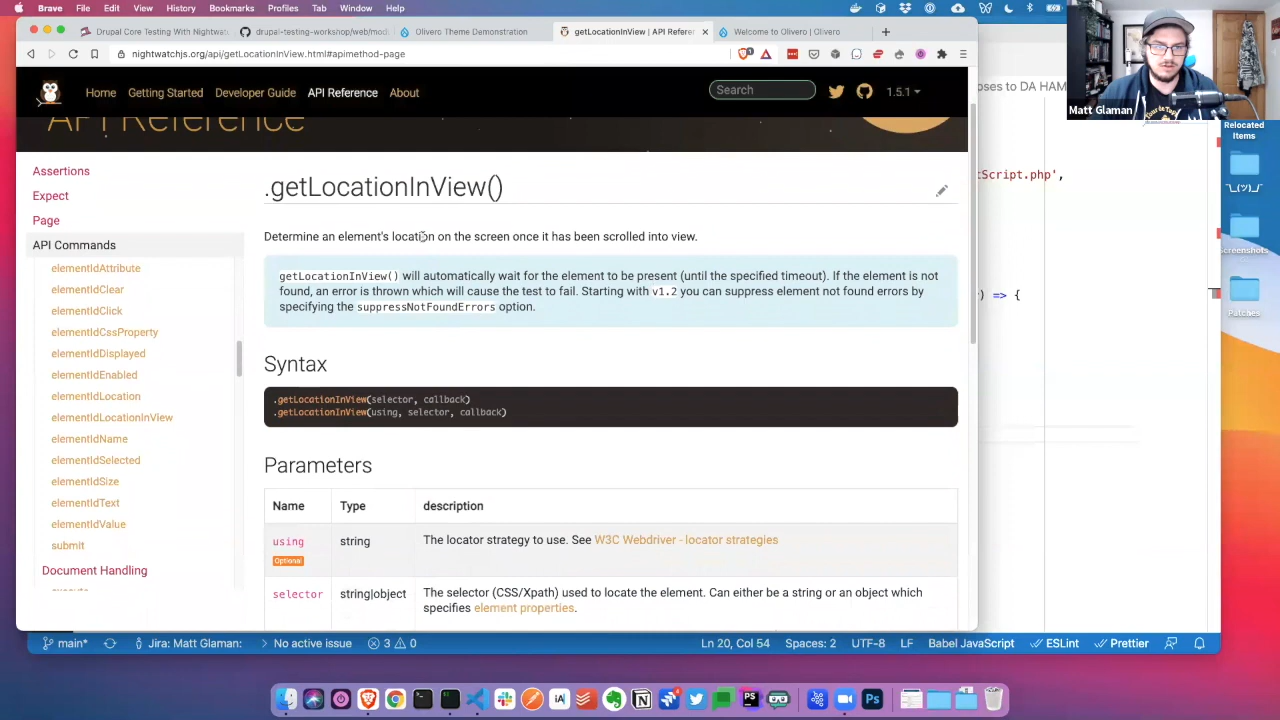 Brave File Edit View History Bookmarks Profiles Tab Window Help
Drupal Core Testing With Nightw
drupal-testing-workshop/web/mod
Olivero Theme Demonstration
getLocationInView | API Referen
Welcome to Olivero | Olivero
nightwatchjs.org/api/getLocationInView.html#apimethod-page
Home Getting Started Developer Guide API Reference About
Search
1.5.1
API Reference
Assertions
Expect
Page
API Commands
elementIdAttribute
elementIdClear
elementIdClick
elementIdCssProperty
elementIdDisplayed
elementIdEnabled
elementIdLocation
elementIdLocationInView
elementIdName
elementIdSelected
elementIdSize
elementIdText
elementIdValue
submit
Document Handling
.getLocationInView()
Determine an element's location on the screen once it has been scrolled into view.
getLocationInView() will automatically wait for the element to be present (until the specified timeout). If the element is not
found, an error is thrown which will cause the test to fail. Starting with v1.2 you can suppress element not found errors by
specifying the suppressNotFoundErrors option.
Syntax
.getLocationInView(selector, callback)
.getLocationInView(using, selector, callback)
Parameters
Name Type description
using string The locator strategy to use. See W3C Webdriver - locator strategies
Optional
selector string|object The selector (CSS/Xpath) used to locate the element. Can either be a string or an object which
specifies element properties.
oses to DA HAM
tScript.php',
) => {
Matt Glaman
Relocated
Items
¯\_(ツ)_/¯
Screenshots
Patches
main* Jira: Matt Glaman: No active issue 3 0 Ln 20, Col 54 Spaces: 2 UTF-8 LF Babel JavaScript ESLint Prettier